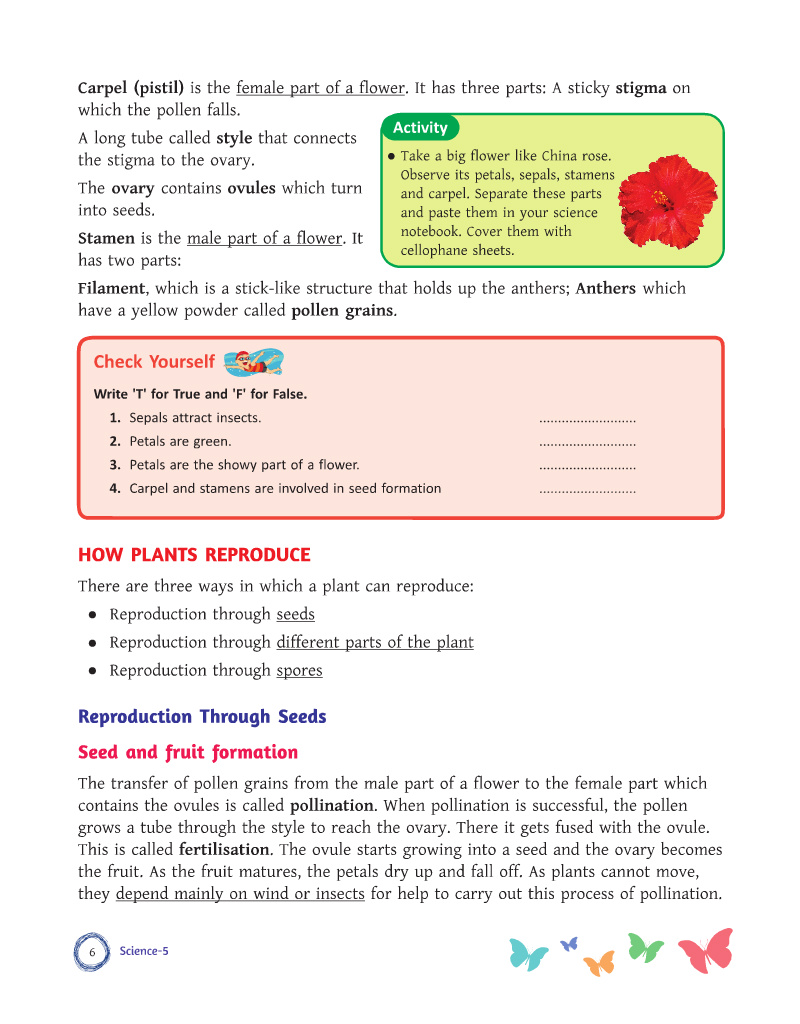 Carpel (pistil) is the female part of a flower. It has three parts: A sticky stigma on
which the pollen falls.
A long tube called style that connects
the stigma to the ovary.
The ovary contains ovules which turn
into seeds.
Stamen is the male part of a flower. It
has two parts:
Activity
● Take a big flower like China rose.
Observe its petals, sepals, stamens
and carpel. Separate these parts
and paste them in your science
notebook. Cover them with
cellophane sheets.
Filament, which is a stick-like structure that holds up the anthers; Anthers which
have a yellow powder called pollen grains.
Check Yourself
Write 'T' for True and 'F' for False.
1. Sepals attract insects. ..........................
2. Petals are green. ..........................
3. Petals are the showy part of a flower. ..........................
4. Carpel and stamens are involved in seed formation ..........................
HOW PLANTS REPRODUCE
There are three ways in which a plant can reproduce:
● Reproduction through seeds
● Reproduction through different parts of the plant
● Reproduction through spores
Reproduction Through Seeds
Seed and fruit formation
The transfer of pollen grains from the male part of a flower to the female part which
contains the ovules is called pollination. When pollination is successful, the pollen
grows a tube through the style to reach the ovary. There it gets fused with the ovule.
This is called fertilisation. The ovule starts growing into a seed and the ovary becomes
the fruit. As the fruit matures, the petals dry up and fall off. As plants cannot move,
they depend mainly on wind or insects for help to carry out this process of pollination.
6 Science-5